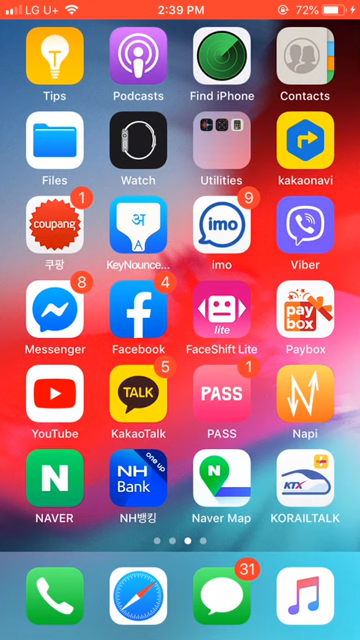 LG U+ 2:39 PM 72%
Tips Podcasts Find iPhone Contacts
Files Watch Utilities kakaonavi
1 9
coupang अ A imo
쿠팡 KeyNounce... imo Viber
8 4
lite pay box
Messenger Facebook FaceShift Lite Paybox
5 1
TALK PASS
YouTube KakaoTalk PASS Napi
N NH Bank one up N KTX
NAVER NH뱅킹 Naver Map KORAILTALK
31